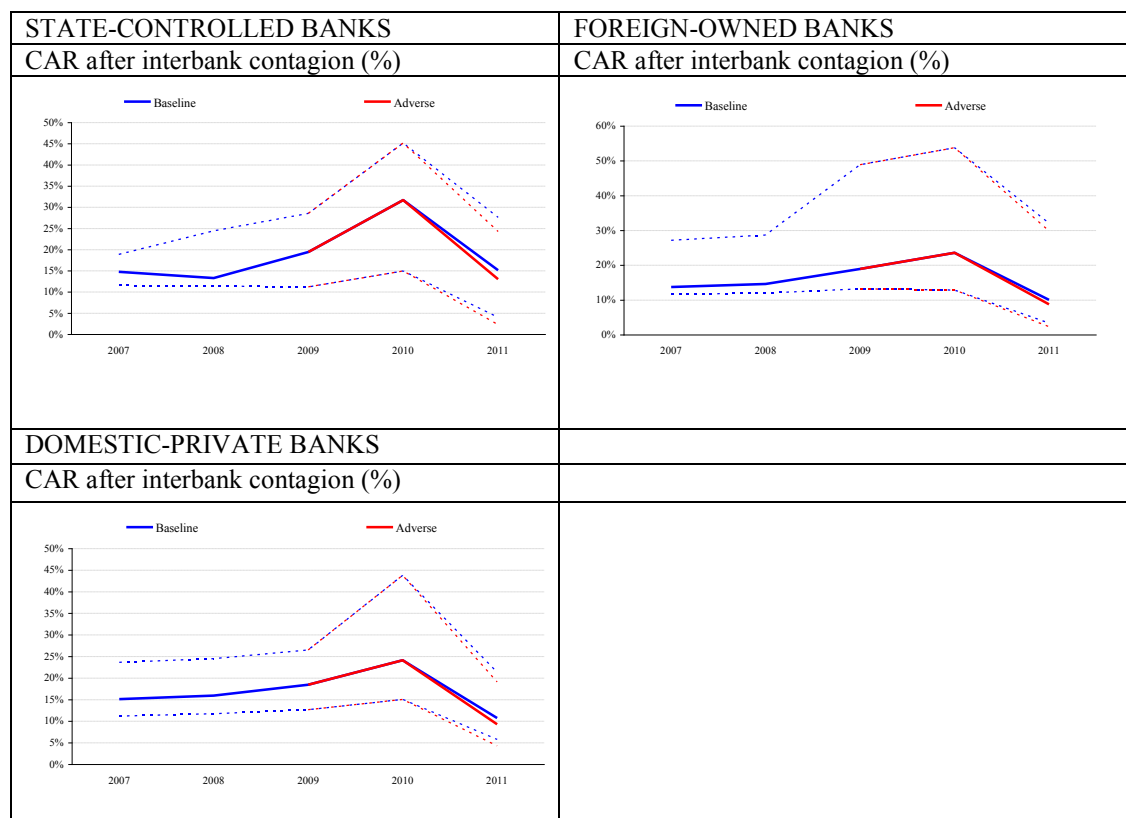 STATE-CONTROLLED BANKS
CAR after interbank contagion (%)
Baseline Adverse
50%
45%
40%
35%
30%
25%
20%
15%
10%
5%
0%
2007 2008 2009 2010 2011
FOREIGN-OWNED BANKS
CAR after interbank contagion (%)
Baseline Adverse
60%
50%
40%
30%
20%
10%
0%
2007 2008 2009 2010 2011
DOMESTIC-PRIVATE BANKS
CAR after interbank contagion (%)
Baseline Adverse
50%
45%
40%
35%
30%
25%
20%
15%
10%
5%
0%
2007 2008 2009 2010 2011